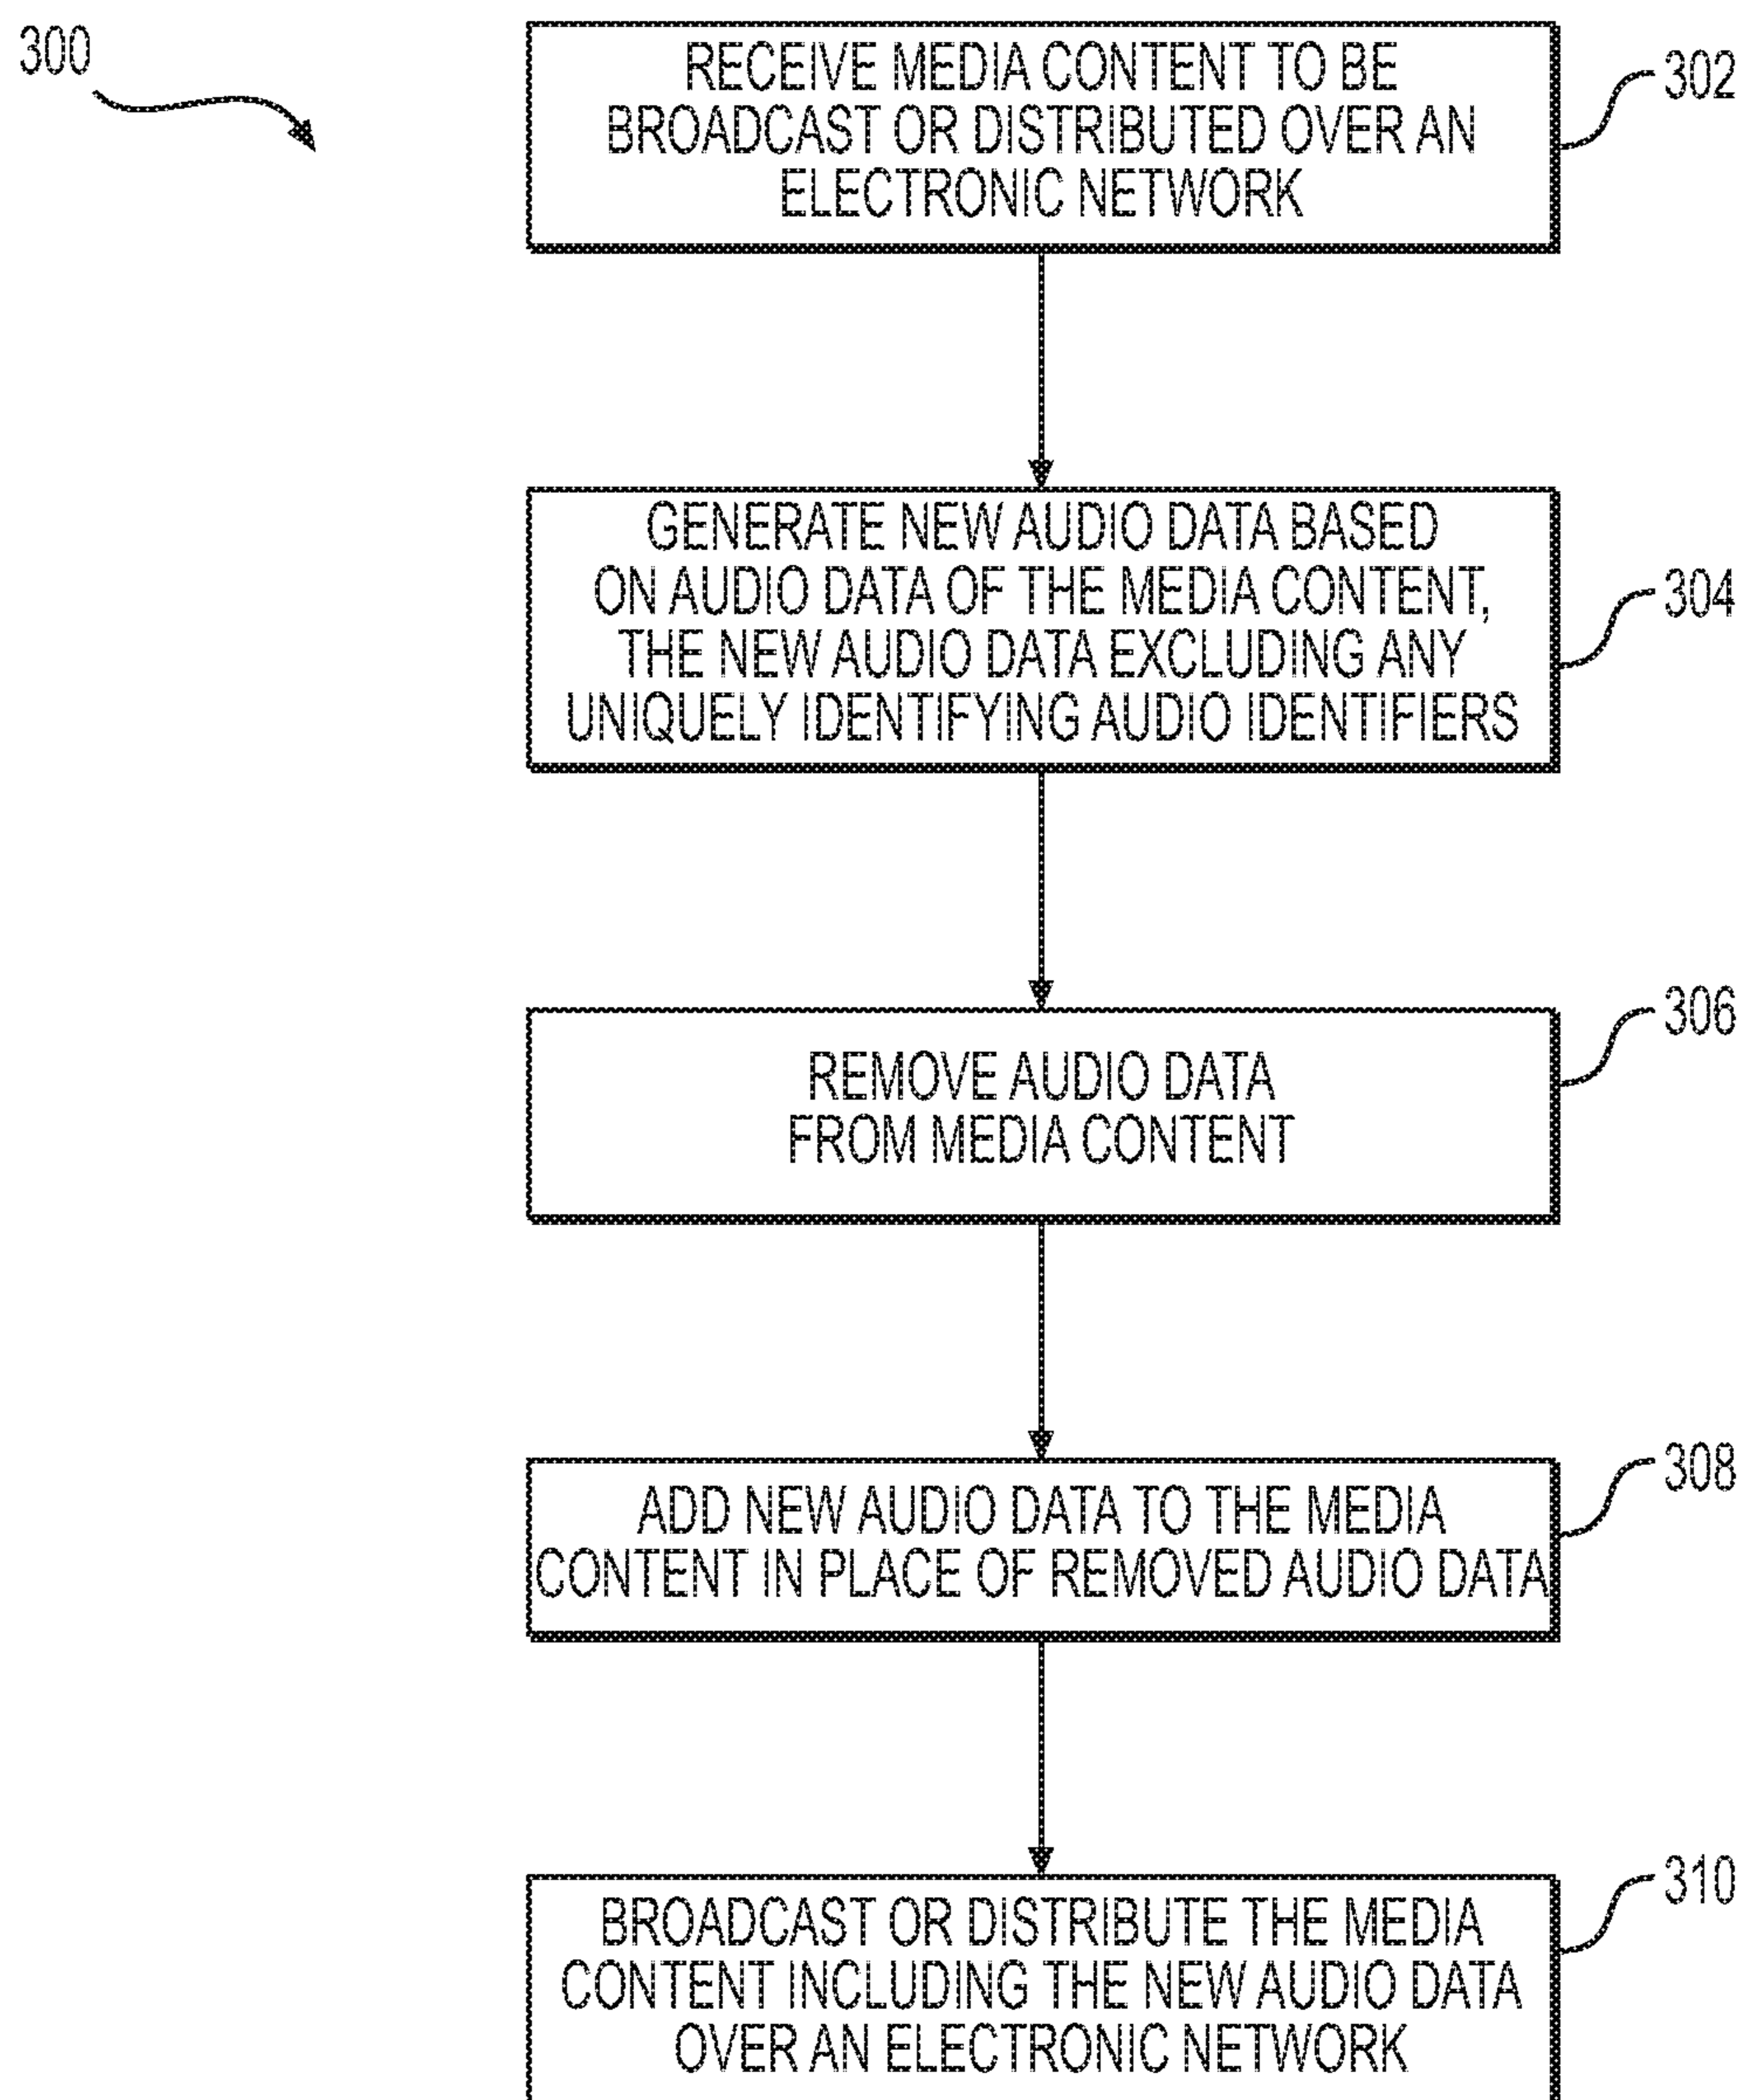 300
RECEIVE MEDIA CONTENT TO BE
BROADCAST OR DISTRIBUTED OVER AN
ELECTRONIC NETWORK
302
GENERATE NEW AUDIO DATA BASED
ON AUDIO DATA OF THE MEDIA CONTENT,
THE NEW AUDIO DATA EXCLUDING ANY
UNIQUELY IDENTIFYING AUDIO IDENTIFIERS
304
REMOVE AUDIO DATA
FROM MEDIA CONTENT
306
ADD NEW AUDIO DATA TO THE MEDIA
CONTENT IN PLACE OF REMOVED AUDIO DATA
308
BROADCAST OR DISTRIBUTE THE MEDIA
CONTENT INCLUDING THE NEW AUDIO DATA
OVER AN ELECTRONIC NETWORK
310